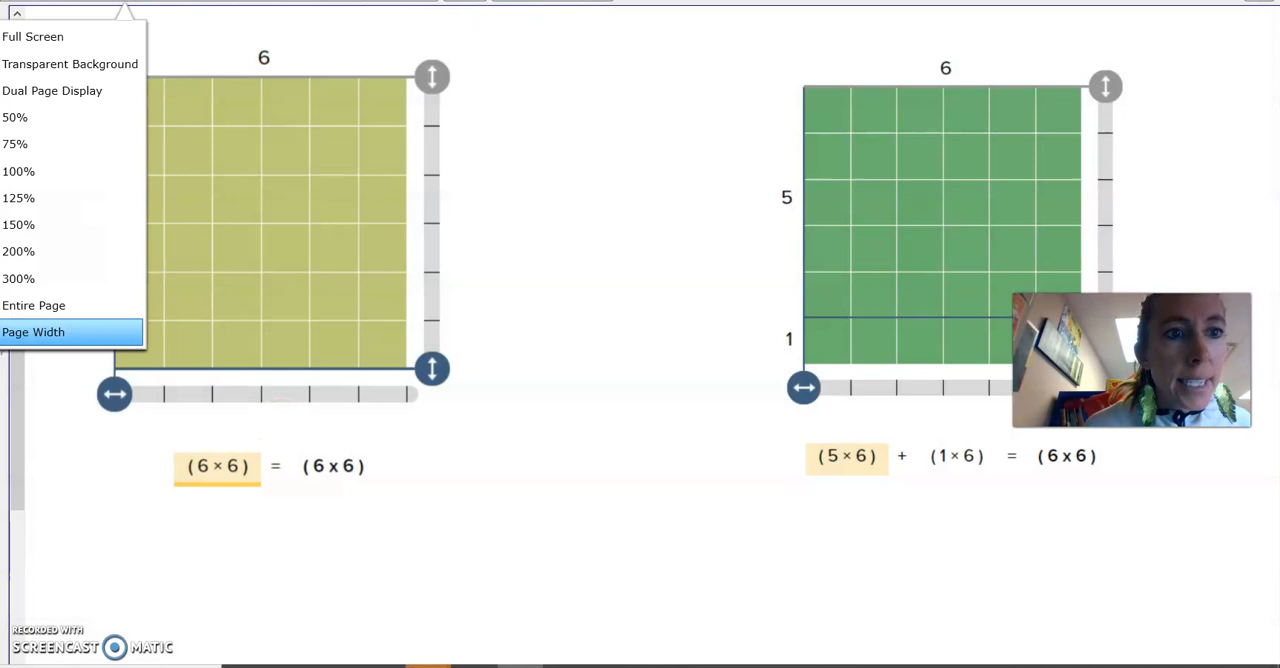 Full Screen
Transparent Background
Dual Page Display
50%
75%
100%
125%
150%
200%
300%
Entire Page
Page Width
6
(6 × 6) = (6 x 6)
6
5
1
(5 × 6) + (1 × 6) = (6 x 6)
RECORDED WITH
SCREENCAST MATIC